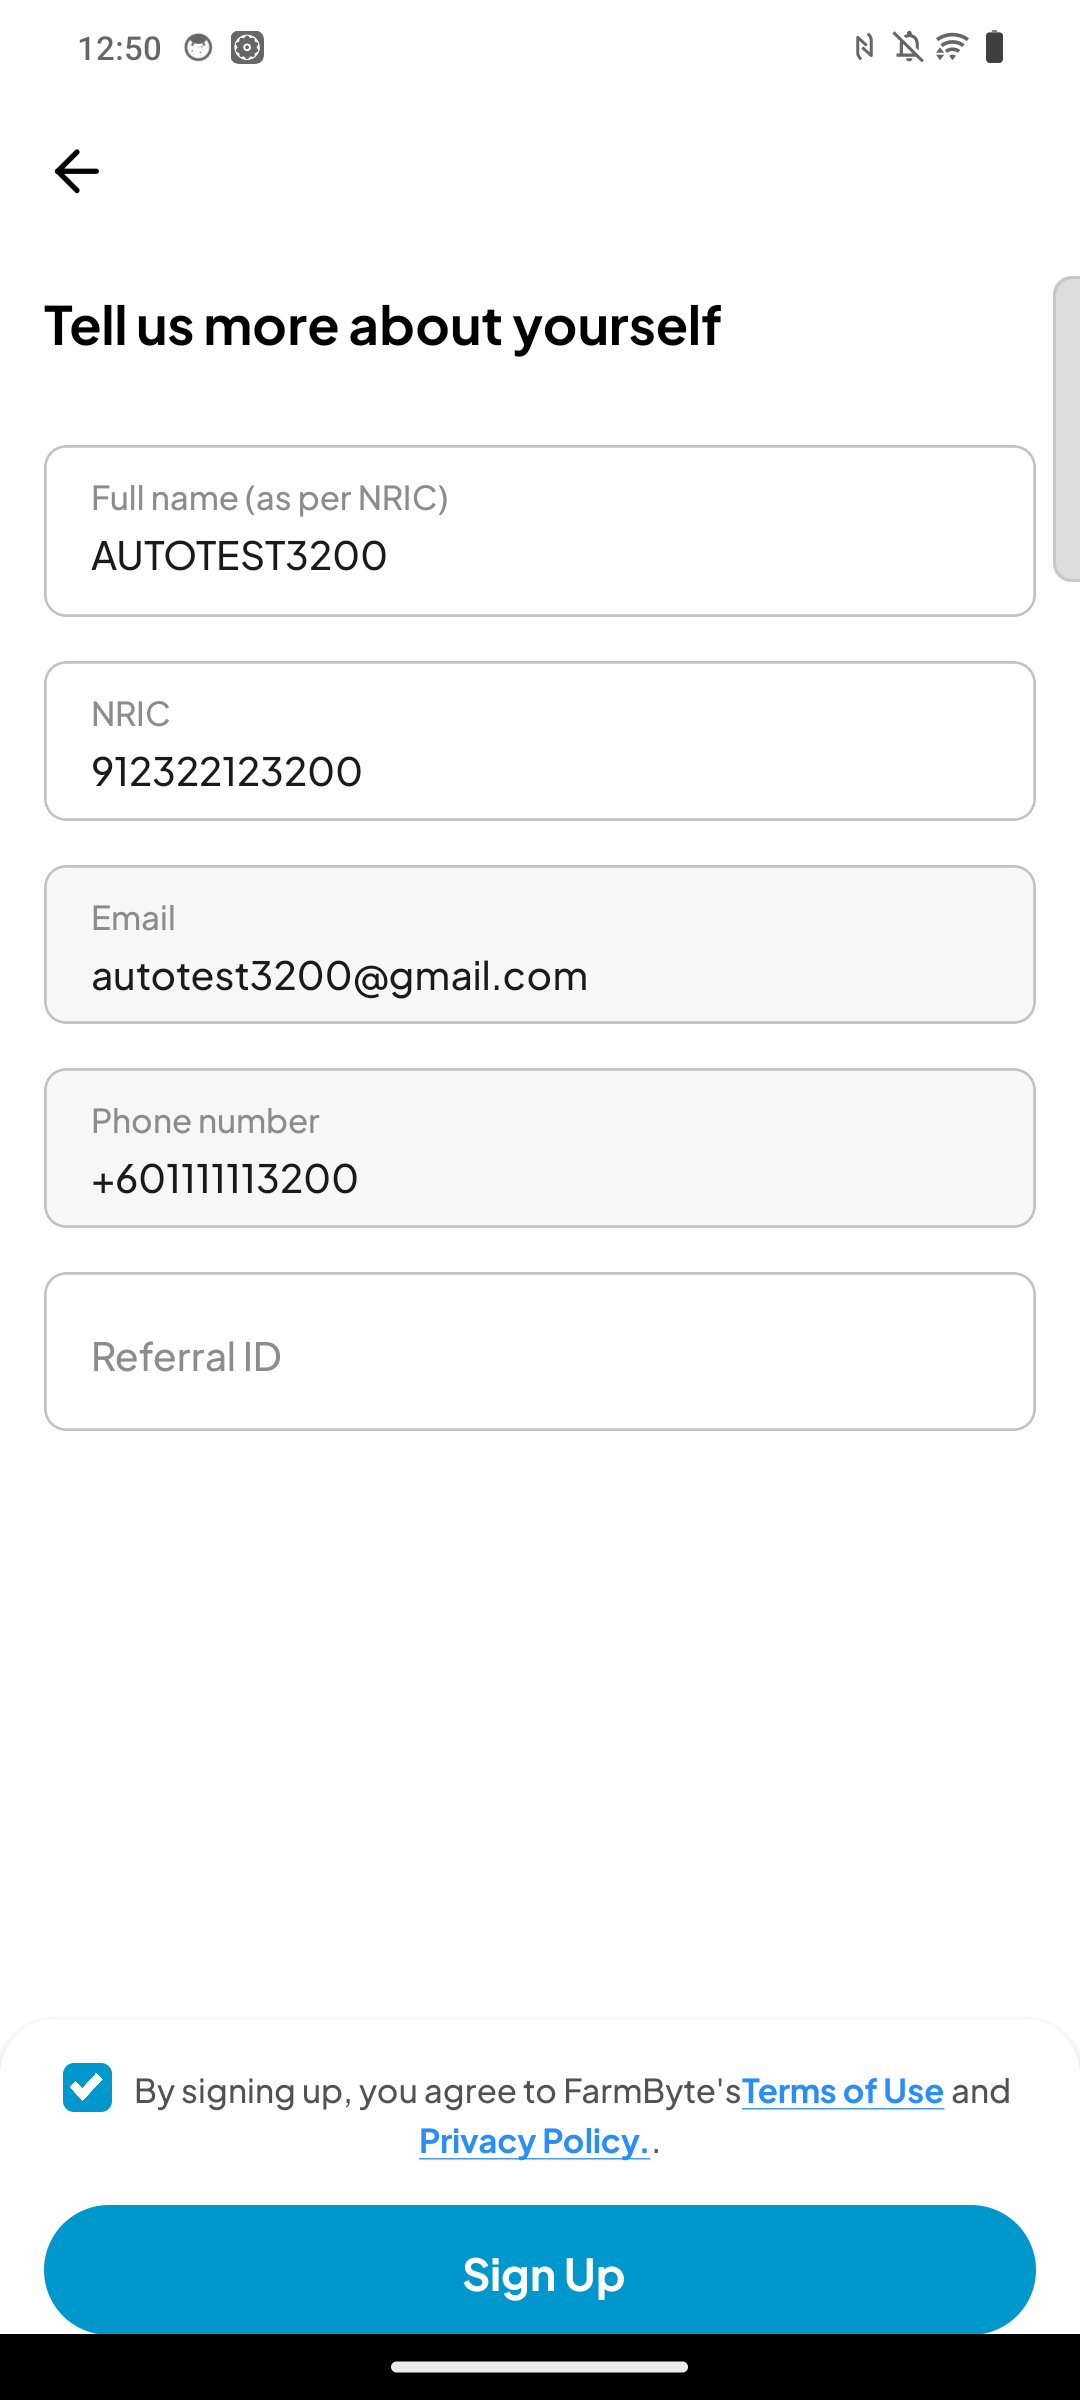 12:50
Tell us more about yourself
Full name (as per NRIC)
AUTOTEST3200
NRIC
912322123200
Email
autotest3200@gmail.com
Phone number
+601111113200
Referral ID
By signing up, you agree to FarmByte'sTerms of Use and
Privacy Policy..
Sign Up